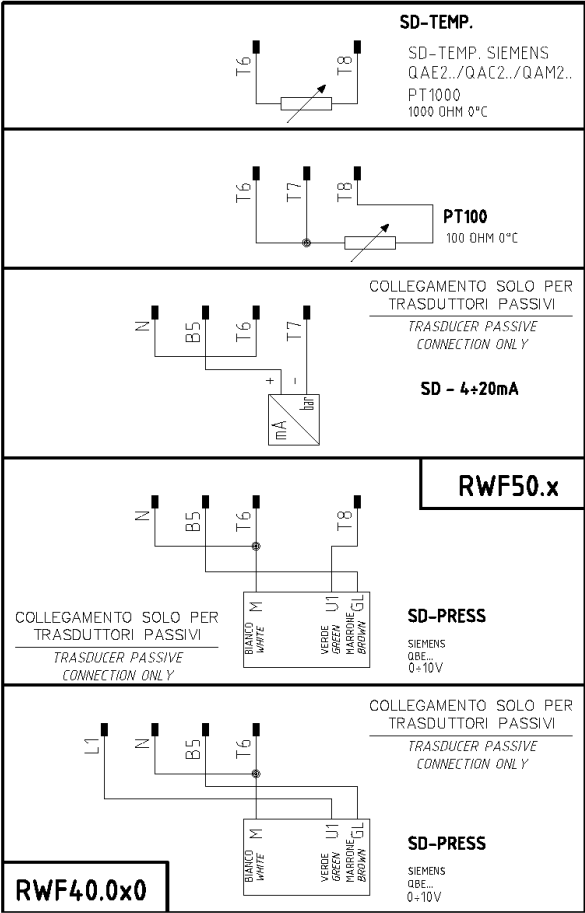 SD-TEMP.
T6 T8
SD-TEMP. SIEMENS
QAE2../QAC2../QAM2..
PT1000
1000 OHM 0°C
T6 T7 T8
PT100
100 OHM 0°C
COLLEGAMENTO SOLO PER
TRASDUTTORI PASSIVI
TRASDUCER PASSIVE
CONNECTION ONLY
N B5 T6 T7
+ -
mA bar
SD - 4÷20mA
RWF50.x
N B5 T6 T8
M U1 GL
BIANCO
WHITE
VERDE
GREEN
MARRONE
BROWN
COLLEGAMENTO SOLO PER
TRASDUTTORI PASSIVI
TRASDUCER PASSIVE
CONNECTION ONLY
SD-PRESS
SIEMENS
QBE...
0÷10V
COLLEGAMENTO SOLO PER
TRASDUTTORI PASSIVI
TRASDUCER PASSIVE
CONNECTION ONLY
L1 N B5 T6
M U1 GL
BIANCO
WHITE
VERDE
GREEN
MARRONE
BROWN
SD-PRESS
SIEMENS
QBE...
0÷10V
RWF40.0x0